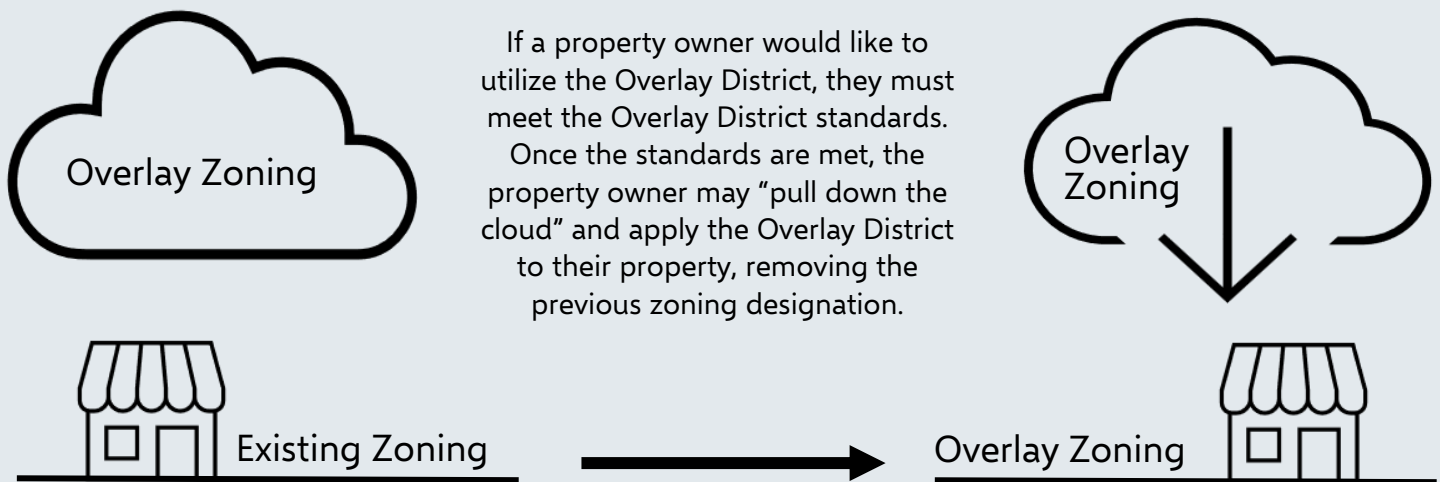 Overlay Zoning
If a property owner would like to
utilize the Overlay District, they must
meet the Overlay District standards.
Once the standards are met, the
property owner may "pull down the
cloud" and apply the Overlay District
to their property, removing the
previous zoning designation.
Overlay
Zoning
Existing Zoning
Overlay Zoning